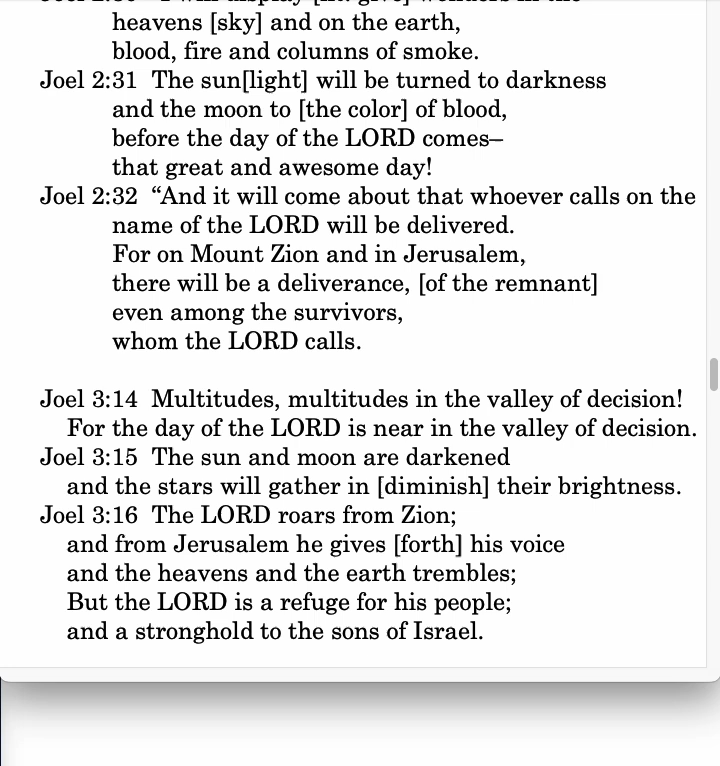 heavens [sky] and on the earth,
blood, fire and columns of smoke.
Joel 2:31 The sun[light] will be turned to darkness
and the moon to [the color] of blood,
before the day of the LORD comes–
that great and awesome day!
Joel 2:32 “And it will come about that whoever calls on the
name of the LORD will be delivered.
For on Mount Zion and in Jerusalem,
there will be a deliverance, [of the remnant]
even among the survivors,
whom the LORD calls.
Joel 3:14 Multitudes, multitudes in the valley of decision!
For the day of the LORD is near in the valley of decision.
Joel 3:15 The sun and moon are darkened
and the stars will gather in [diminish] their brightness.
Joel 3:16 The LORD roars from Zion;
and from Jerusalem he gives [forth] his voice
and the heavens and the earth trembles;
But the LORD is a refuge for his people;
and a stronghold to the sons of Israel.